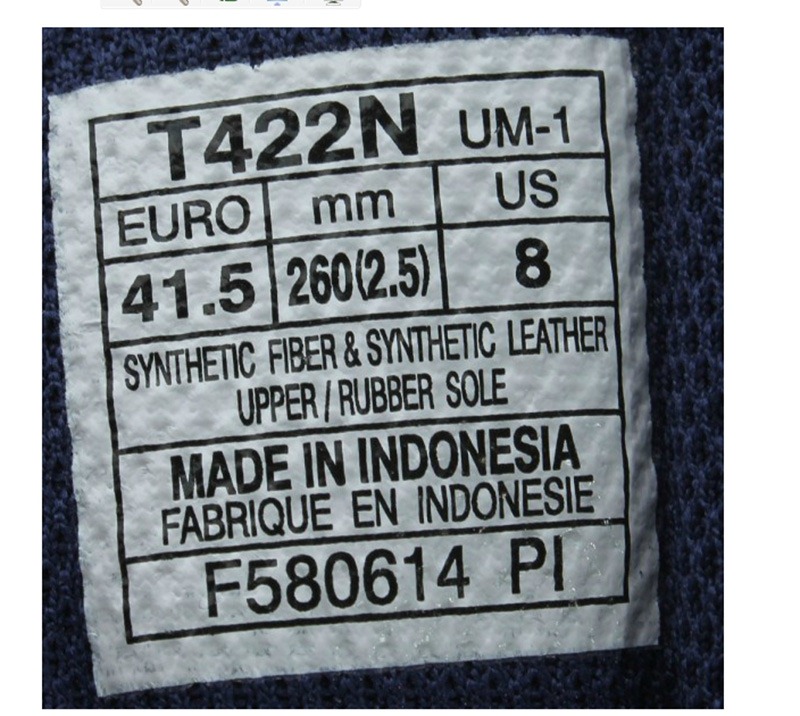 T422N UM-1
EURO mm US
41.5 260(2.5) 8
SYNTHETIC FIBER & SYNTHETIC LEATHER
UPPER / RUBBER SOLE
MADE IN INDONESIA
FABRIQUE EN INDONESIE
F580614 PI